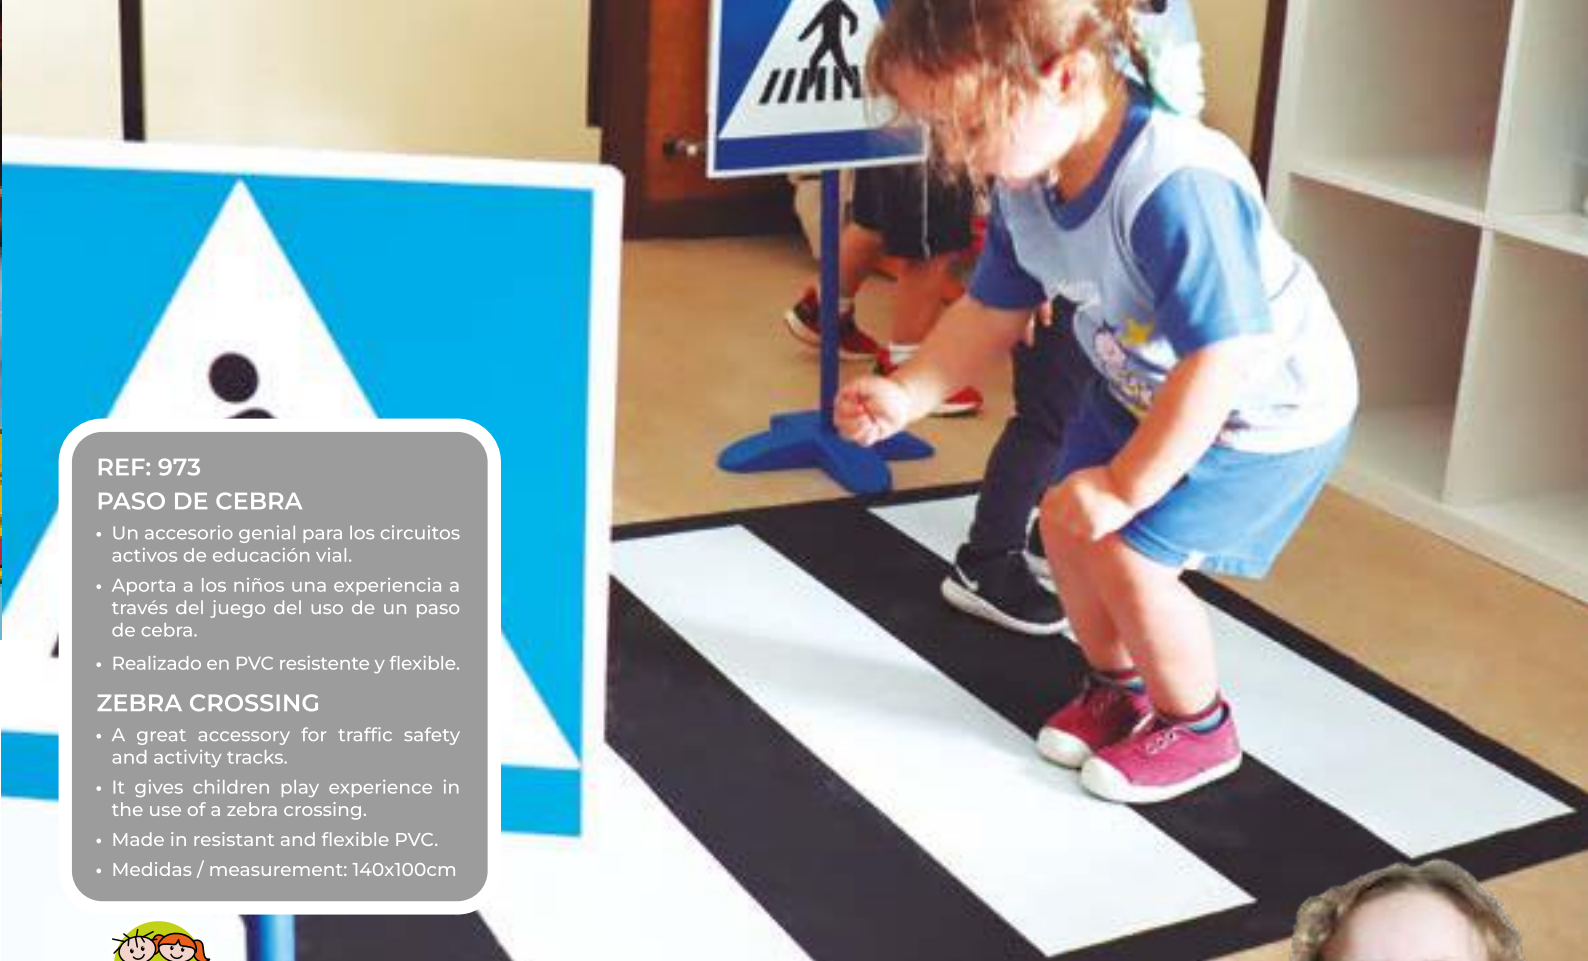 REF: 973
PASO DE CEBRA
• Un accesorio genial para los circuitos
activos de educación vial.
• Aporta a los niños una experiencia a
través del juego del uso de un paso
de cebra.
• Realizado en PVC resistente y flexible.
ZEBRA CROSSING
• A great accessory for traffic safety
and activity tracks.
• It gives children play experience in
the use of a zebra crossing.
• Made in resistant and flexible PVC.
• Medidas / measurement: 140x100cm